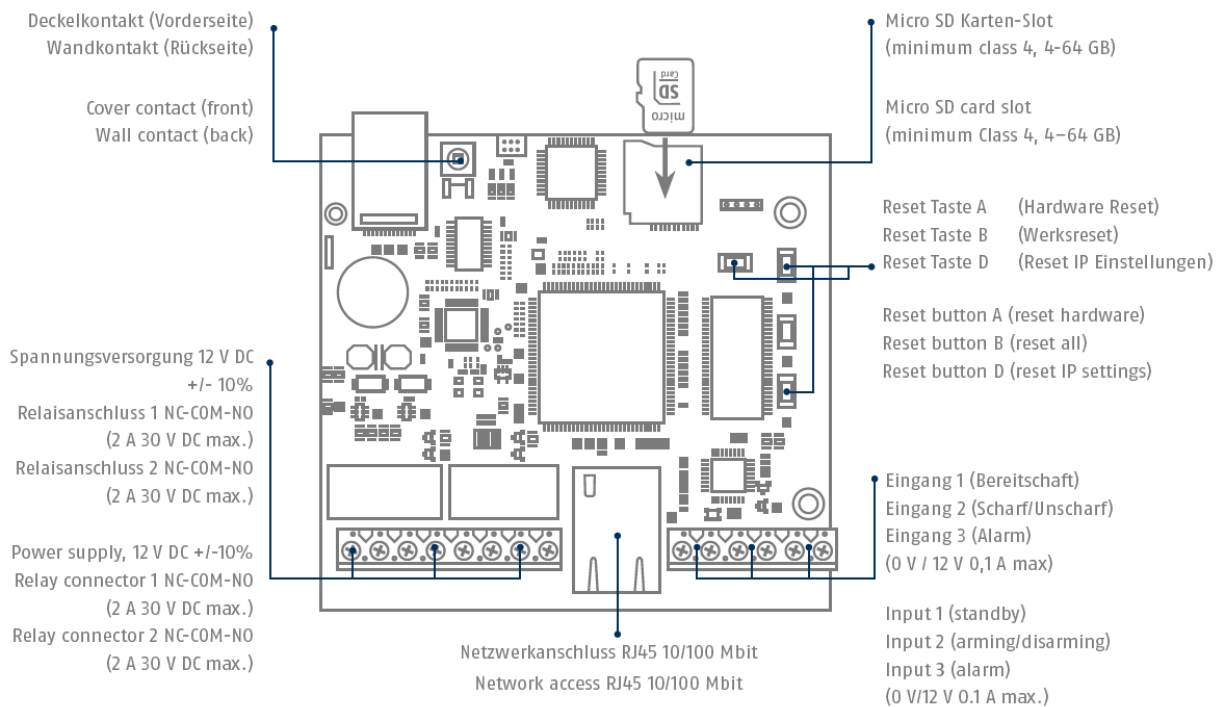 Deckelkontakt (Vorderseite)
Wandkontakt (Rückseite)
Cover contact (front)
Wall contact (back)
Micro SD Karten-Slot
(minimum class 4, 4-64 GB)
Micro SD card slot
(minimum Class 4, 4–64 GB)
micro
SD
Card
Reset Taste A (Hardware Reset)
Reset Taste B (Werksreset)
Reset Taste D (Reset IP Einstellungen)
Reset button A (reset hardware)
Reset button B (reset all)
Reset button D (reset IP settings)
Spannungsversorgung 12 V DC
+/- 10%
Relaisanschluss 1 NC-COM-NO
(2 A 30 V DC max.)
Relaisanschluss 2 NC-COM-NO
(2 A 30 V DC max.)
Power supply, 12 V DC +/-10%
Relay connector 1 NC-COM-NO
(2 A 30 V DC max.)
Relay connector 2 NC-COM-NO
(2 A 30 V DC max.)
Eingang 1 (Bereitschaft)
Eingang 2 (Scharf/Unscharf)
Eingang 3 (Alarm)
(0 V / 12 V 0,1 A max)
Input 1 (standby)
Input 2 (arming/disarming)
Input 3 (alarm)
(0 V/12 V 0.1 A max.)
Netzwerkanschluss RJ45 10/100 Mbit
Network access RJ45 10/100 Mbit